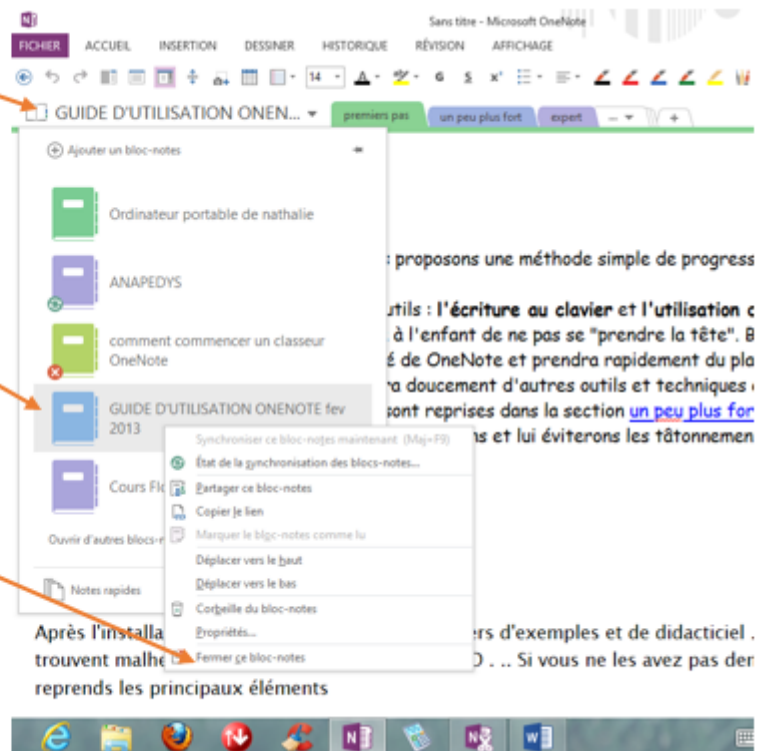 Sans titre - Microsoft OneNote
FICHIER ACCUEIL INSERTION DESSINER HISTORIQUE RÉVISION AFFICHAGE
14 A G S x'
GUIDE D'UTILISATION ONEN... premiers pas un peu plus fort expert ... +
Ajouter un bloc-notes
Ordinateur portable de nathalie
: proposons une méthode simple de progress
ANAPEDYS
utils : l'écriture au clavier et l'utilisation
à l'enfant de ne pas se "prendre la tête". B
comment commencer un classeur
OneNote
é de OneNote et prendra rapidement du pla
ra doucement d'autres outils et techniques
GUIDE D'UTILISATION ONENOTE fev
2013
sont reprises dans la section un peu plus for
ns et lui éviterons les tâtonnemen
Synchroniser ce bloc-notes maintenant (Maj+F9)
État de la synchronisation des blocs-notes...
Cours Flo
Partager ce bloc-notes
Copier le lien
Ouvrir d'autres blocs-n
Marquer le bloc-notes comme lu
Déplacer vers le haut
Notes rapides
Déplacer vers le bas
Corbeille du bloc-notes
Propriétés...
Fermer ce bloc-notes
Après l'installa ers d'exemples et de didacticiel .
trouvent malhe O . .. Si vous ne les avez pas der
reprends les principaux éléments